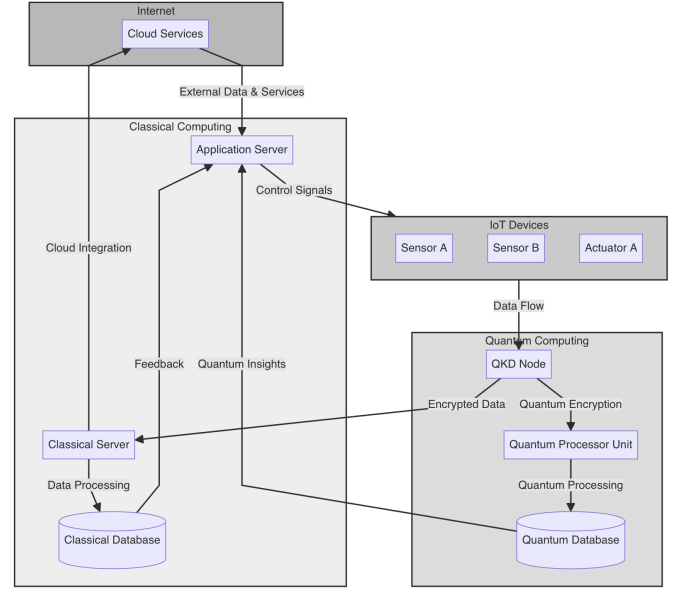 Internet
Cloud Services
External Data & Services
Classical Computing
Application Server
Control Signals
IoT Devices
Sensor A
Sensor B
Actuator A
Cloud Integration
Data Flow
Quantum Computing
QKD Node
Feedback
Quantum Insights
Encrypted Data
Quantum Encryption
Classical Server
Quantum Processor Unit
Data Processing
Quantum Processing
Classical Database
Quantum Database